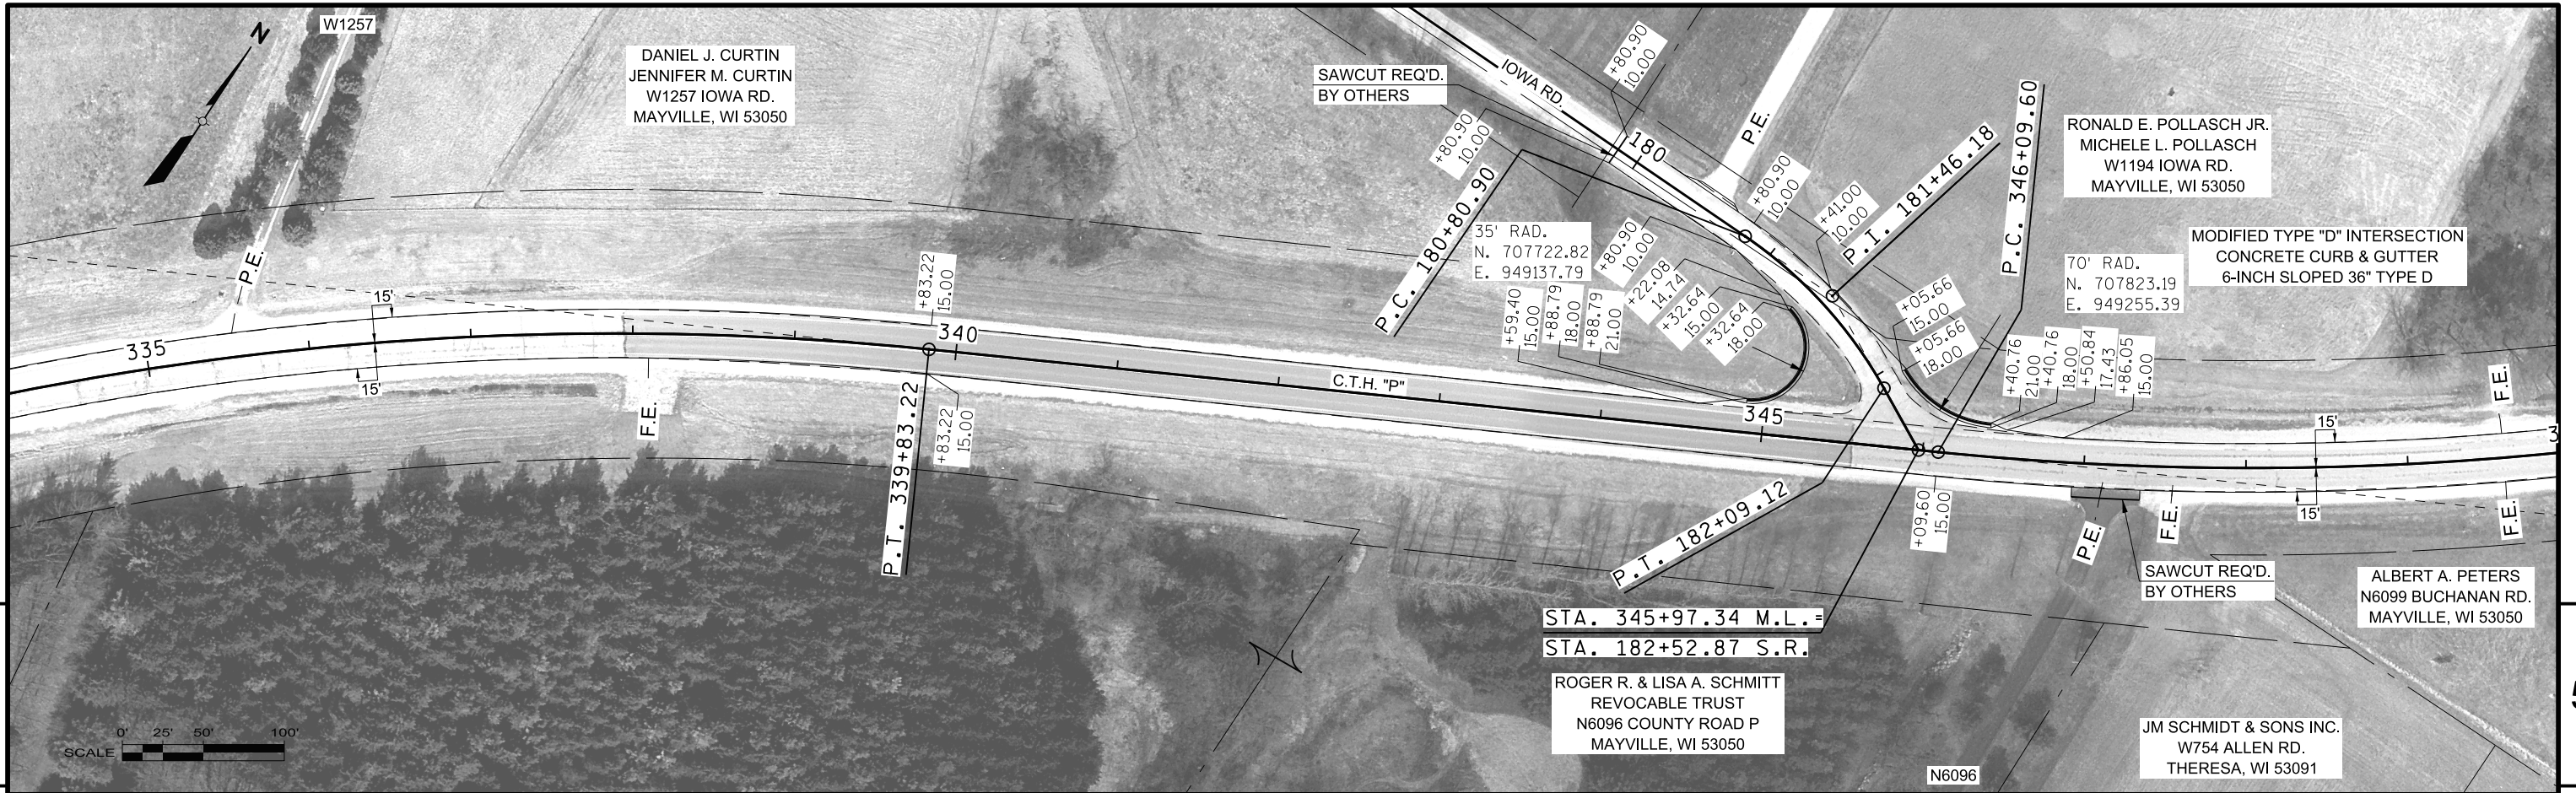 W1257
N
DANIEL J. CURTIN
JENNIFER M. CURTIN
W1257 IOWA RD.
MAYVILLE, WI 53050
SAWCUT REQ'D.
BY OTHERS
IOWA RD.
+80.90
10.00
+80.90
10.00
180
P.E.
P.C. 180+80.90
+80.90
10.00
+41.00
10.00
P.I. 181+46.18
P.C. 346+09.60
RONALD E. POLLASCH JR.
MICHELE L. POLLASCH
W1194 IOWA RD.
MAYVILLE, WI 53050
MODIFIED TYPE "D" INTERSECTION
CONCRETE CURB & GUTTER
6-INCH SLOPED 36" TYPE D
35' RAD.
N. 707722.82
E. 949137.79
+80.90
10.00
+22.08
14.74
+32.64
15.00
+32.64
18.00
+59.40
15.00
+88.79
18.00
+88.79
21.00
70' RAD.
N. 707823.19
E. 949255.39
+05.66
15.00
+05.66
18.00
+40.76
21.00
+40.76
18.00
+50.84
17.43
+86.05
15.00
P.E.
15'
15'
335
F.E.
+83.22
15.00
340
P.T. 339+83.22
+83.22
15.00
C.T.H. "P"
345
P.T. 182+09.12
+09.60
15.00
P.E.
F.E.
15'
15'
F.E.
F.E.
3
SAWCUT REQ'D.
BY OTHERS
ALBERT A. PETERS
N6099 BUCHANAN RD.
MAYVILLE, WI 53050
STA. 345+97.34 M.L.=
STA. 182+52.87 S.R.
ROGER R. & LISA A. SCHMITT
REVOCABLE TRUST
N6096 COUNTY ROAD P
MAYVILLE, WI 53050
N6096
JM SCHMIDT & SONS INC.
W754 ALLEN RD.
THERESA, WI 53091
SCALE
0' 25' 50' 100'